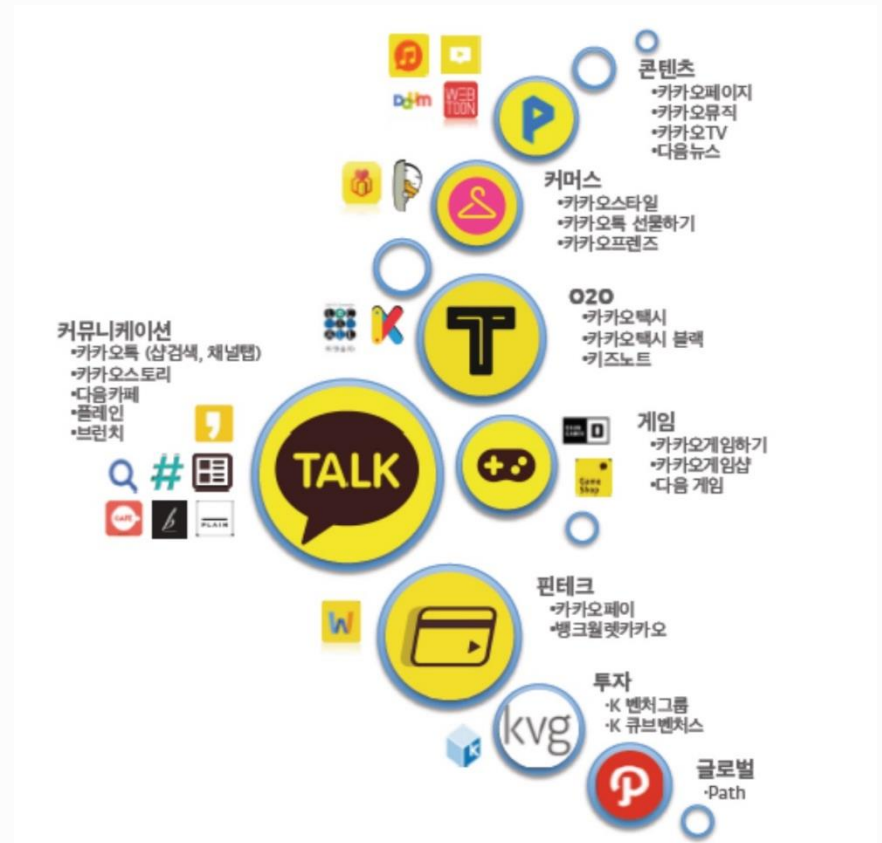 콘텐츠
•카카오페이지
•카카오뮤직
•카카오TV
•다음뉴스
Daum
WEB
TOON
P
커머스
•카카오스타일
•카카오톡 선물하기
•카카오프렌즈
O2O
•카카오택시
•카카오택시 블랙
•키즈노트
K
T
커뮤니케이션
•카카오톡 (샵검색, 채널탭)
•카카오스토리
•다음카페
•플레인
•브런치
#
CAFE
b
PLAIN
TALK
게임
•카카오게임하기
•카카오게임샵
•다음 게임
Game
Shop
핀테크
•카카오페이
•뱅크월렛카카오
W
투자
·K 벤처그룹
·K 큐브벤처스
kvg
K
글로벌
·Path
P